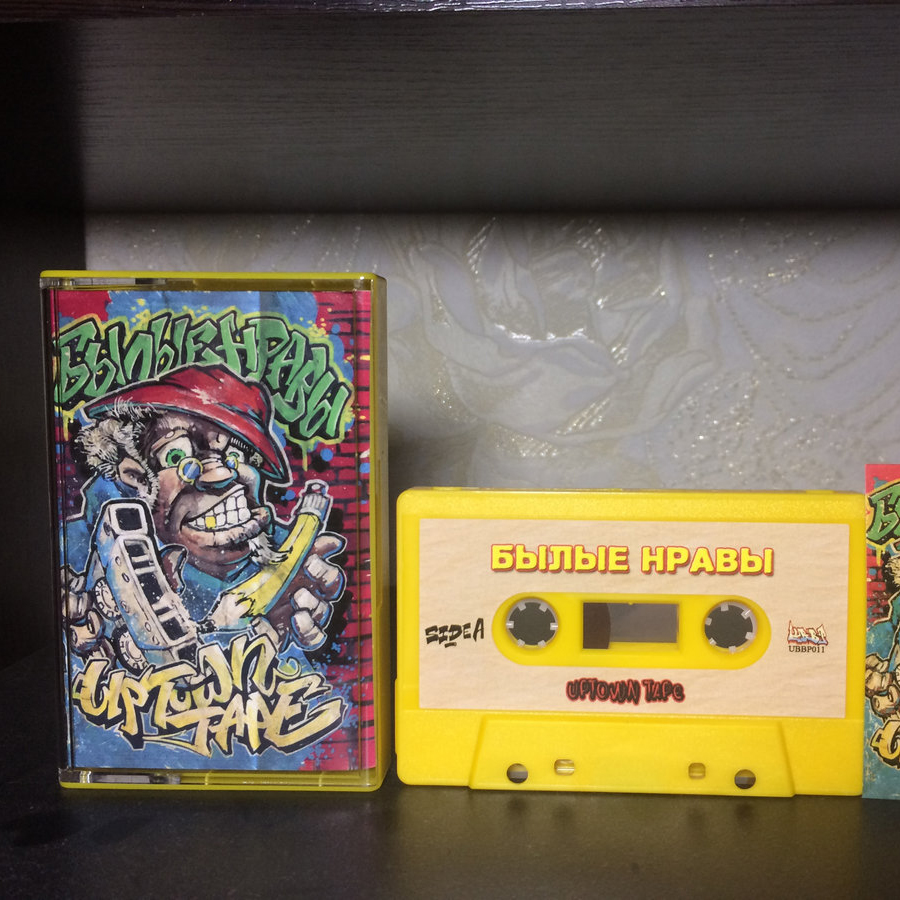 БЫЛЫЕ НРАВЫ
UPTOWN
TAPE
БЫЛЫЕ НРАВЫ
SIDE A
UBBP011
UPTOWN TAPE